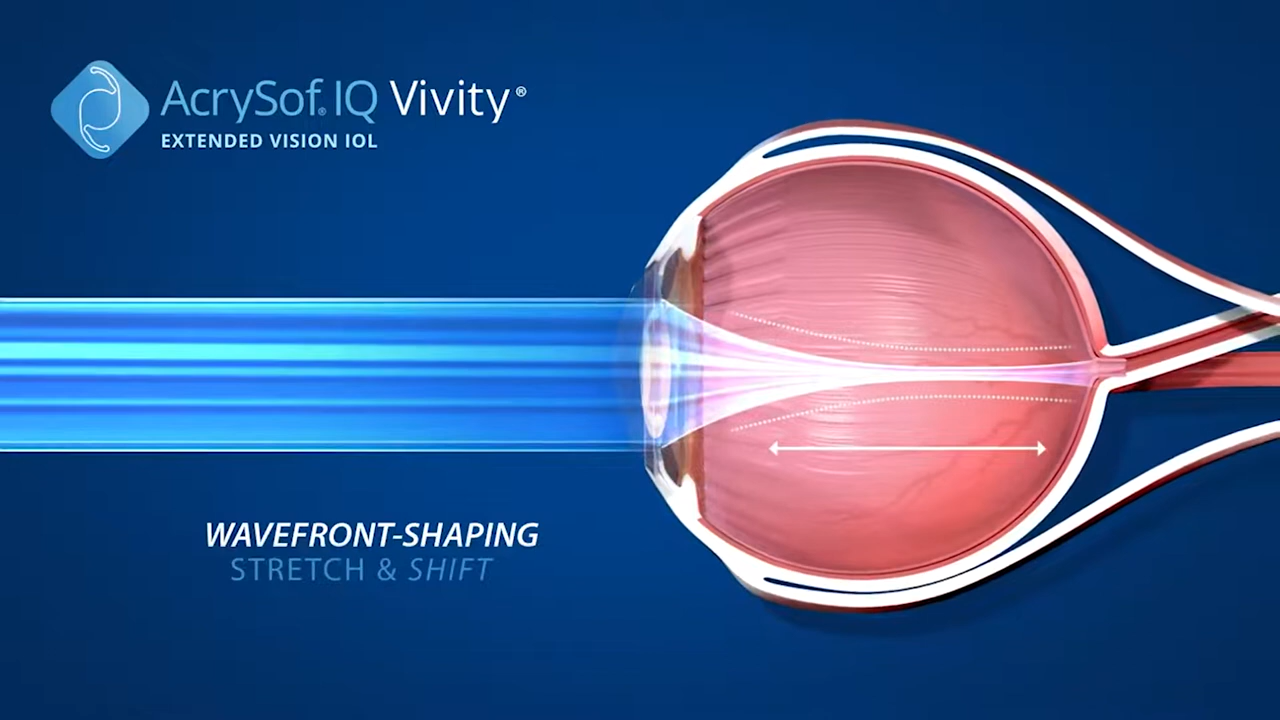 AcrySof® IQ Vivity®
EXTENDED VISION IOL
WAVEFRONT-SHAPING
STRETCH & SHIFT